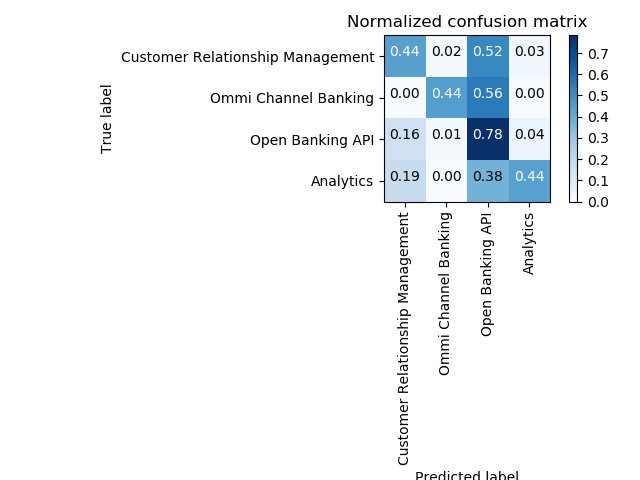 Normalized confusion matrix
Customer Relationship Management 0.44 0.02 0.52 0.03
Ommi Channel Banking 0.00 0.44 0.56 0.00
Open Banking API 0.16 0.01 0.78 0.04
Analytics 0.19 0.00 0.38 0.44
True label
0.7
0.6
0.5
0.4
0.3
0.2
0.1
0.0
Customer Relationship Management
Ommi Channel Banking
Open Banking API
Analytics
Predicted label